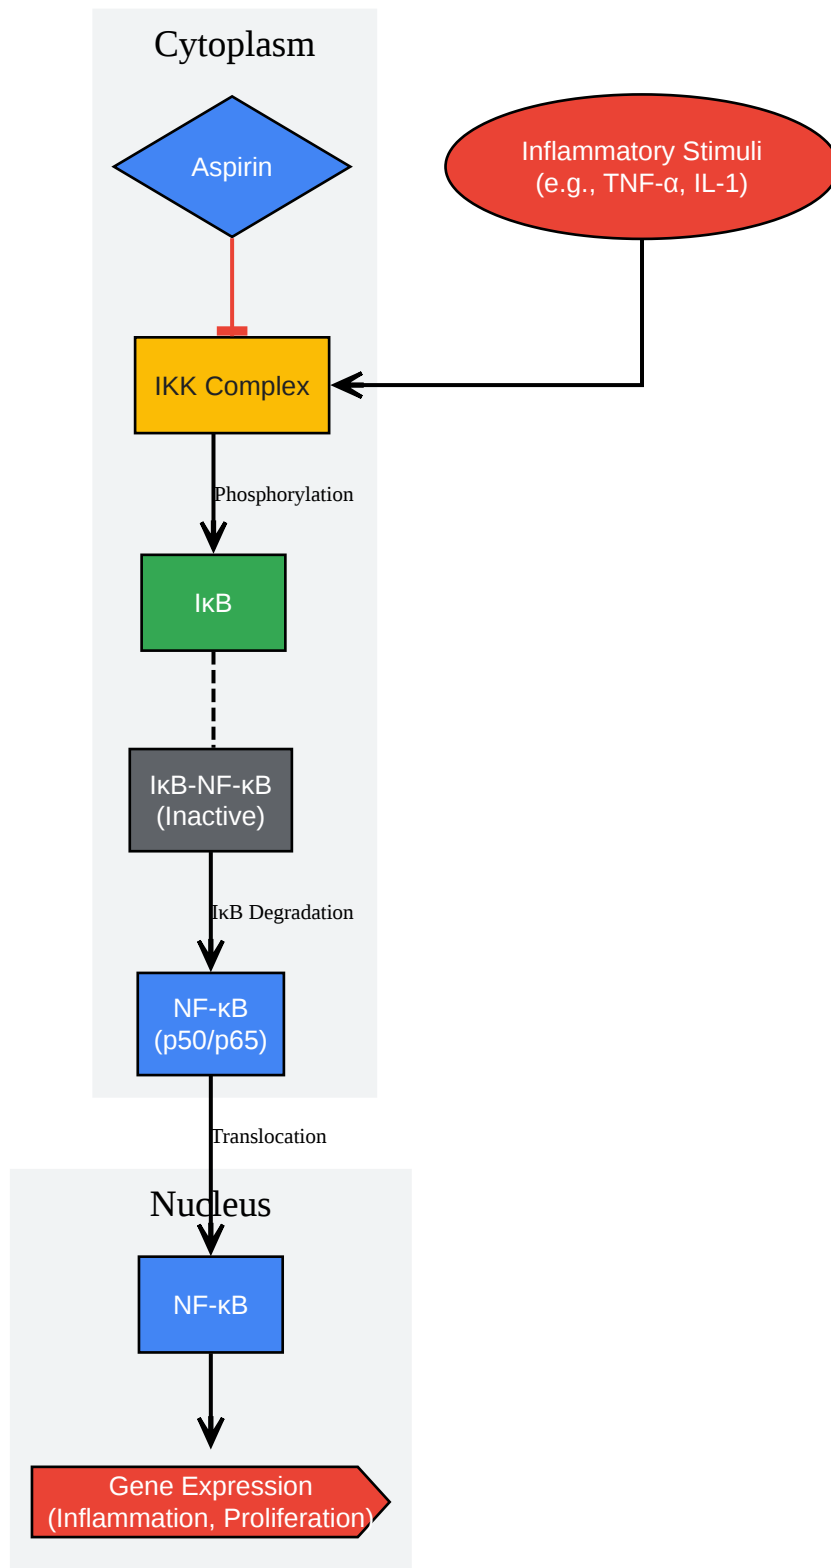 Cytoplasm
Aspirin
Inflammatory Stimuli
(e.g., TNF-α, IL-1)
IKK Complex
Phosphorylation
IκB
IκB-NF-κB
(Inactive)
IκB Degradation
NF-κB
(p50/p65)
Translocation
Nucleus
NF-κB
Gene Expression
(Inflammation, Proliferation)